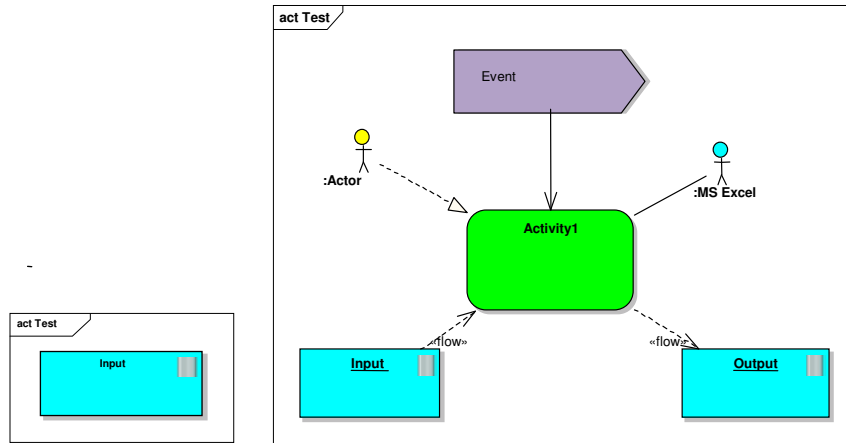 act Test
Event
:Actor
:MS Excel
Activity1
«flow»
«flow»
Input
Output
act Test
Input